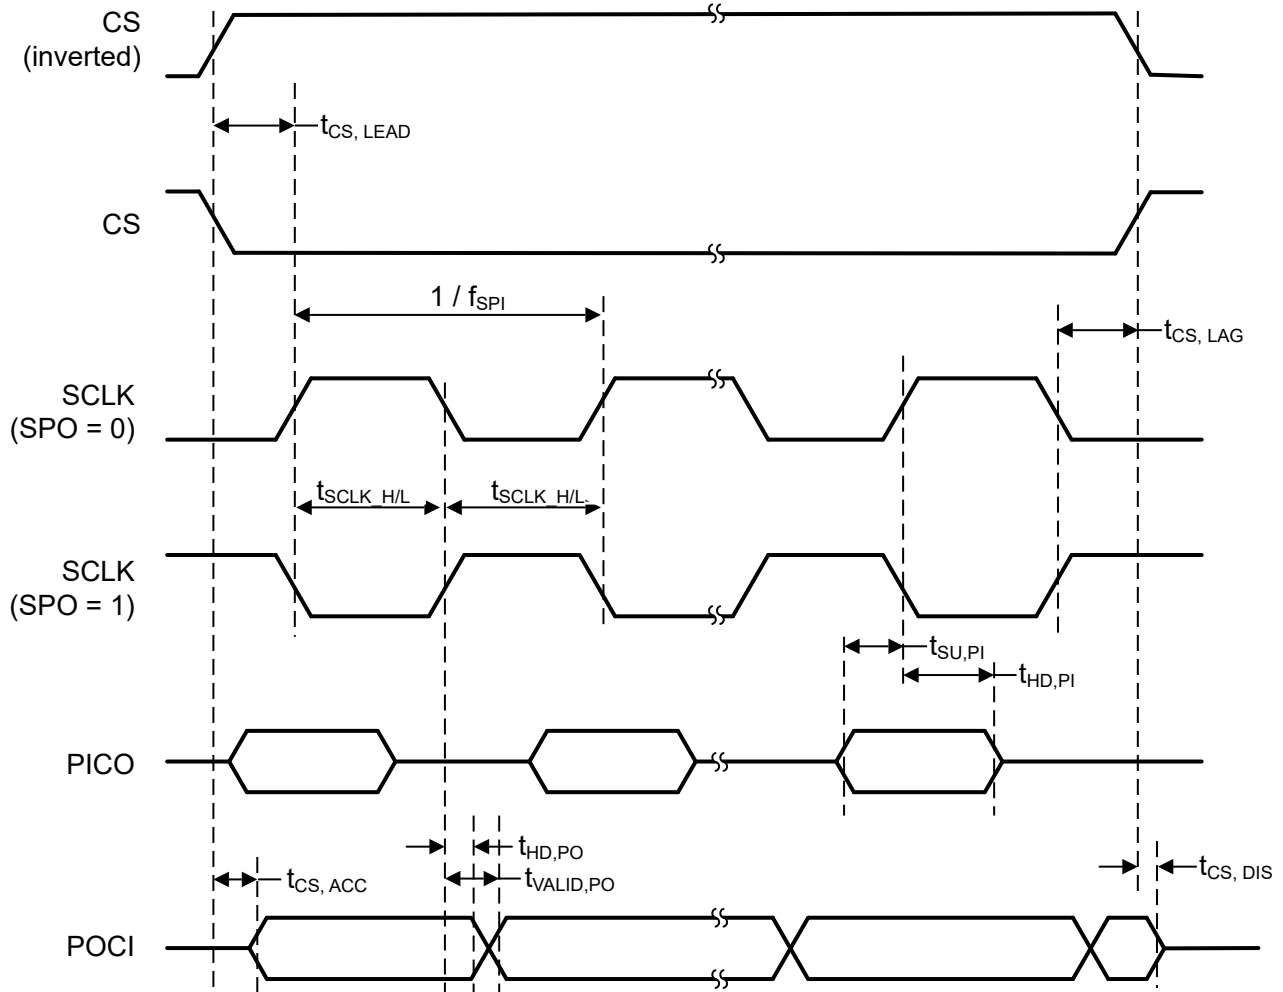 CS
(inverted)
tCS, LEAD
CS
1 / fSPI
tCS, LAG
SCLK
(SPO = 0)
tSCLK_H/L
tSCLK_H/L
SCLK
(SPO = 1)
tSU,PI
tHD,PI
PICO
tHD,PO
tVALID,PO
tCS, ACC
tCS, DIS
POCI